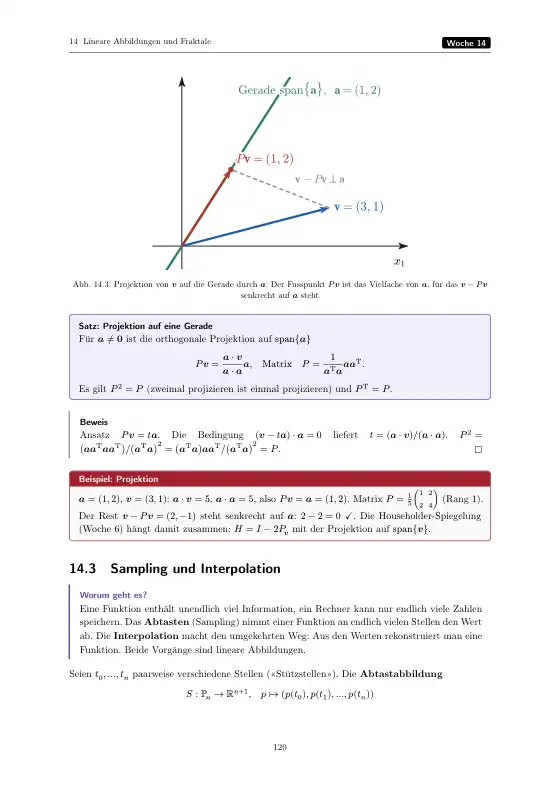 14 Lineare Abbildungen und Fraktale
Woche 14
Gerade span{a}, a = (1, 2)
Pv = (1, 2)
v − Pv ⊥ a
v = (3, 1)
x₁
Abb. 14.3: Projektion von v auf die Gerade durch a. Der Fusspunkt Pv ist das Vielfache von a, für das v − Pv
senkrecht auf a steht.
Satz: Projektion auf eine Gerade
Für a ≠ 0 ist die orthogonale Projektion auf span{a}
Pv = (a · v)/(a · a) a, Matrix P = 1/(aᵀa) aaᵀ.
Es gilt P² = P (zweimal projizieren ist einmal projizieren) und Pᵀ = P.
Beweis
Ansatz Pv = ta. Die Bedingung (v − ta) · a = 0 liefert t = (a · v)/(a · a). P² =
(aaᵀaaᵀ)/(aᵀa)² = (aᵀa)aaᵀ/(aᵀa)² = P. □
Beispiel: Projektion
a = (1, 2), v = (3, 1): a · v = 5, a · a = 5, also Pv = a = (1, 2). Matrix P = 1/5 (1 2; 2 4) (Rang 1).
Der Rest v − Pv = (2, −1) steht senkrecht auf a: 2 − 2 = 0 ✓. Die Householder-Spiegelung
(Woche 6) hängt damit zusammen: H = I − 2P_v mit der Projektion auf span{v}.
14.3 Sampling und Interpolation
Worum geht es?
Eine Funktion enthält unendlich viel Information, ein Rechner kann nur endlich viele Zahlen
speichern. Das Abtasten (Sampling) nimmt einer Funktion an endlich vielen Stellen den Wert
ab. Die Interpolation macht den umgekehrten Weg: Aus den Werten rekonstruiert man eine
Funktion. Beide Vorgänge sind lineare Abbildungen.
Seien t₀, ..., tₙ paarweise verschiedene Stellen («Stützstellen»). Die Abtastabbildung
S : ℙₙ → ℝⁿ⁺¹, p ↦ (p(t₀), p(t₁), ..., p(tₙ))
120